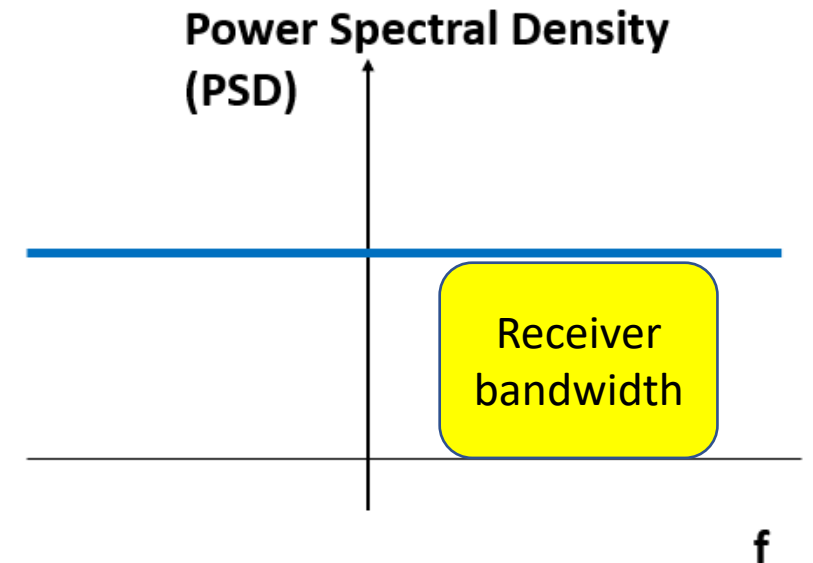 Power Spectral Density
(PSD)
Receiver
bandwidth
f